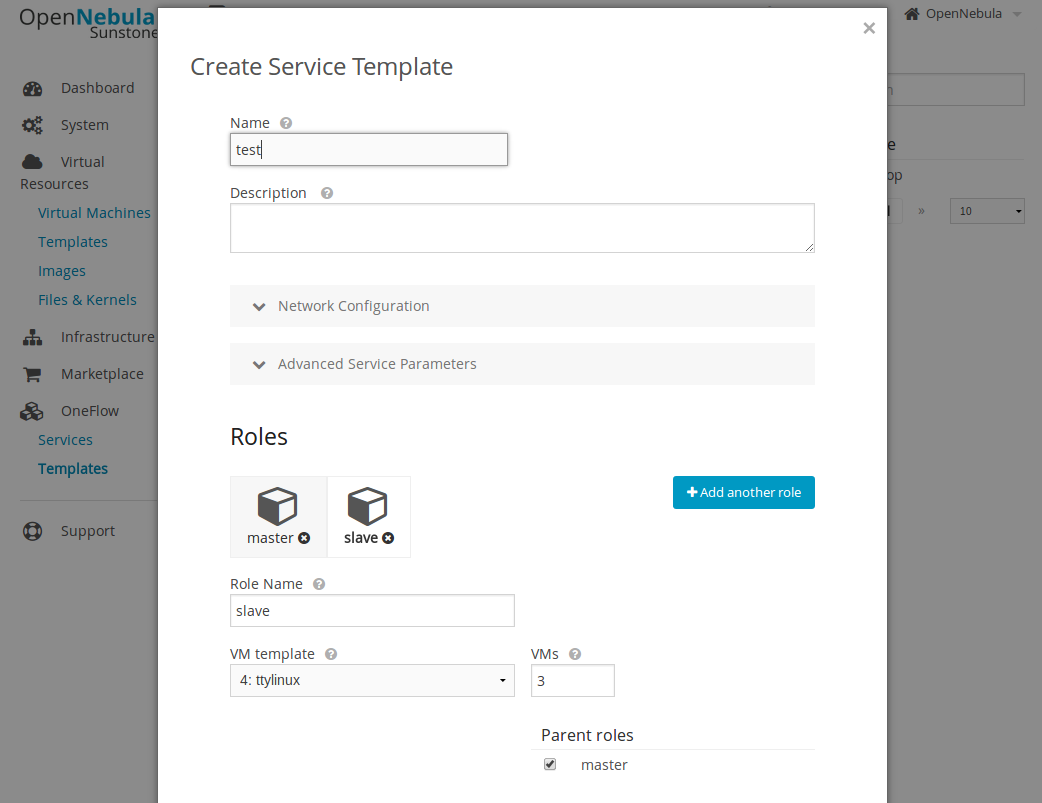 OpenNebula
Sunstone
OpenNebula
×
Create Service Template
Dashboard
System
Virtual
Resources
Virtual Machines
Templates
Images
Files & Kernels
Infrastructure
Marketplace
OneFlow
Services
Templates
Support
Name
test
Description
Network Configuration
Advanced Service Parameters
Roles
master
slave
Add another role
Role Name
slave
VM template
VMs
4: ttylinux
3
Parent roles
master
»
10